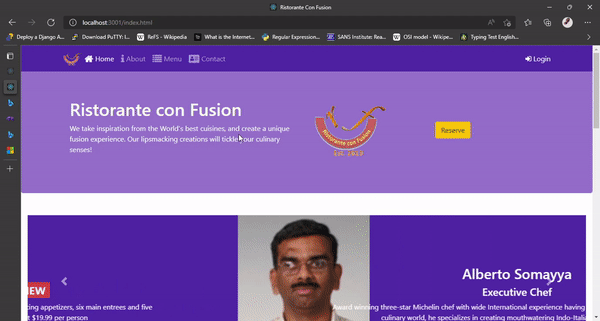 Ristorante Con Fusion
localhost:3001/index.html
Deploy a Django A...
Download PuTTY: l...
ReFS - Wikipedia
What is the Internet...
Regular Expression...
SANS Institute: Rea...
OSI model - Wikipe...
Typing Test English...
Home
About
Menu
Contact
Login
Ristorante con Fusion
We take inspiration from the World's best cuisines, and create a unique
fusion experience. Our lipsmacking creations will tickle your culinary
senses!
Ristorante con Fusion
Reserve
Alberto Somayya
Executive Chef
NEW
Award winning three-star Michelin chef with wide International experience having
cing appetizers, six main entrees and five
t $19.99 per person
culinary world, he specializes in creating mouthwatering Indo-Itali